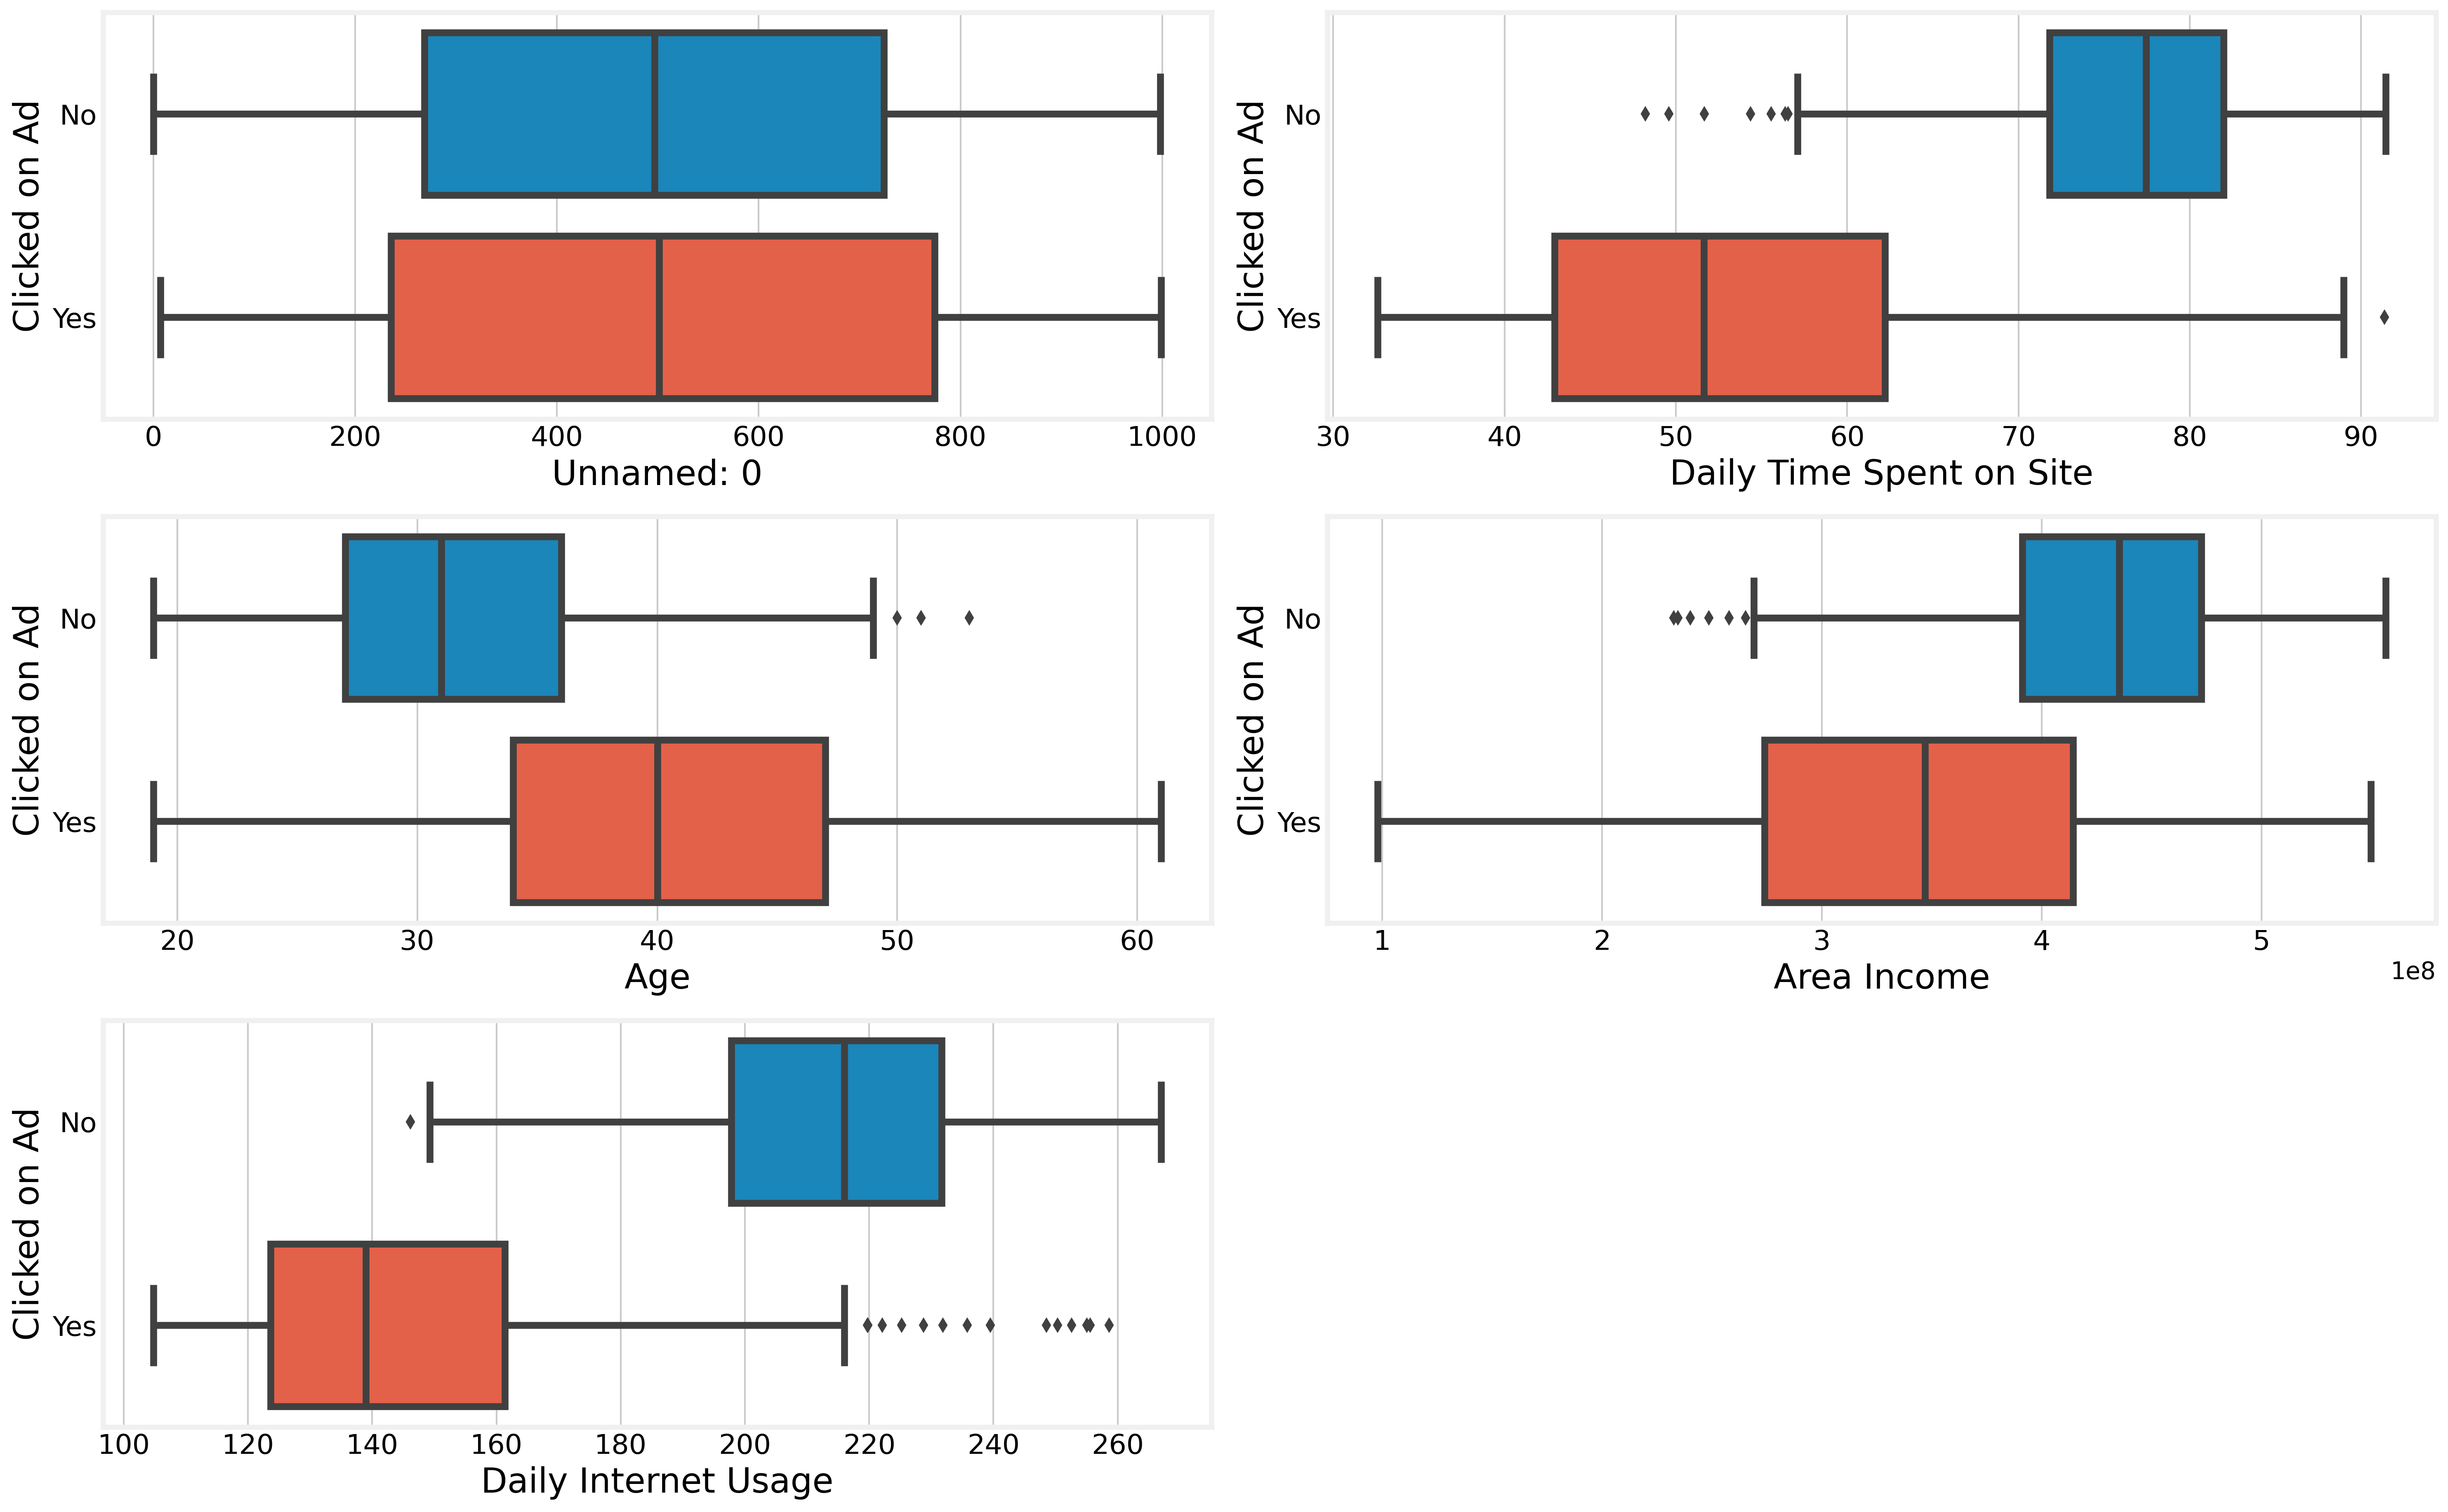 Clicked on Ad
No
Yes
0 200 400 600 800 1000
Unnamed: 0
Clicked on Ad
No
Yes
30 40 50 60 70 80 90
Daily Time Spent on Site
Clicked on Ad
No
Yes
20 30 40 50 60
Age
Clicked on Ad
No
Yes
1 2 3 4 5
1e8
Area Income
Clicked on Ad
No
Yes
100 120 140 160 180 200 220 240 260
Daily Internet Usage